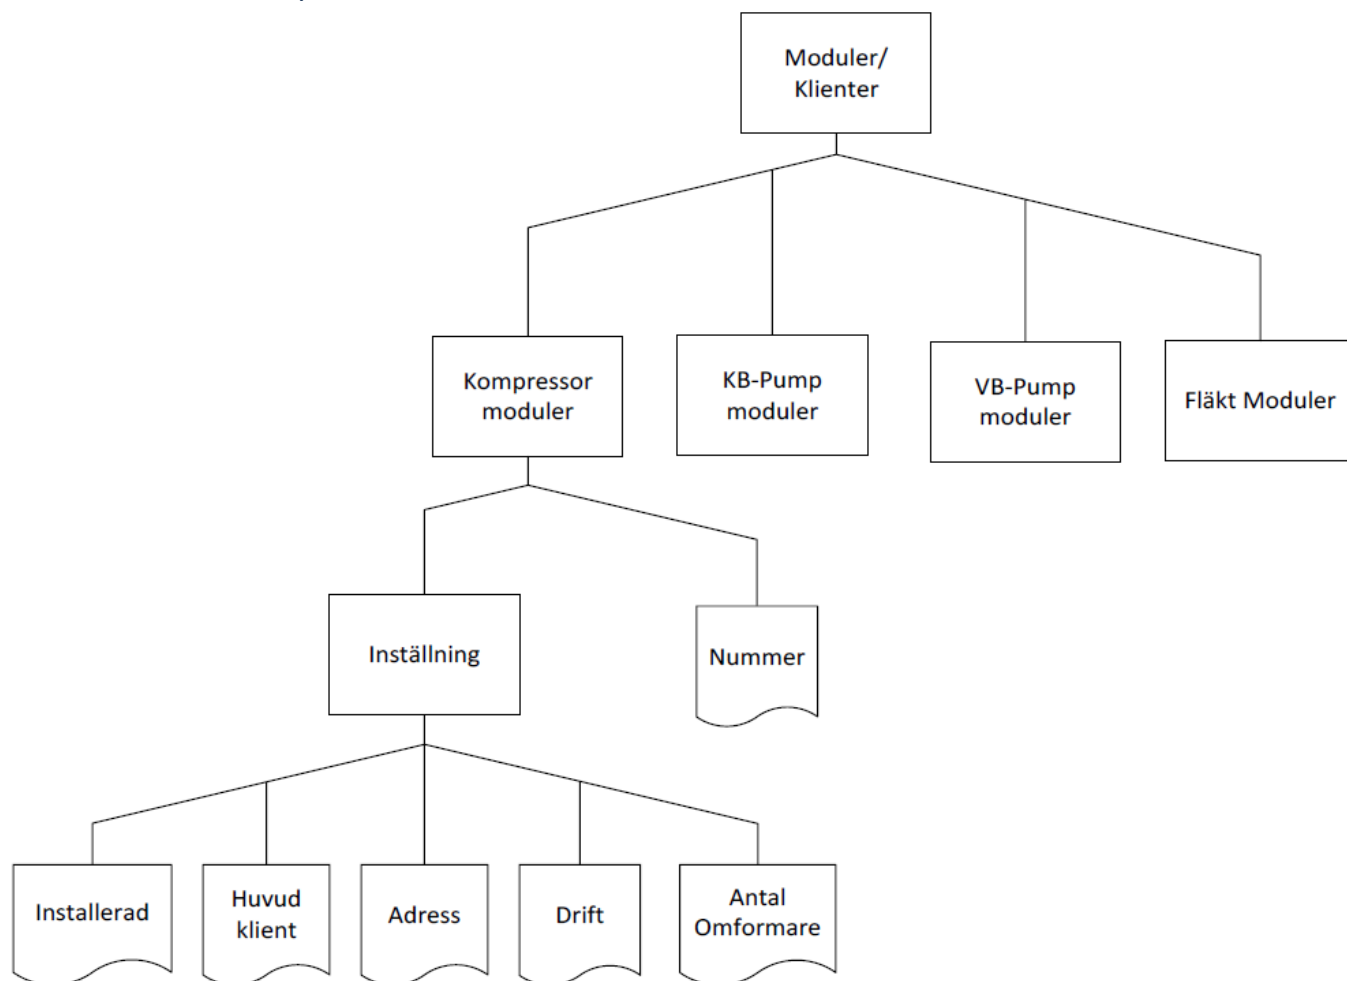 Moduler/
Klienter
Kompressor
moduler
KB-Pump
moduler
VB-Pump
moduler
Fläkt Moduler
Inställning
Nummer
Installerad
Huvud
klient
Adress
Drift
Antal
Omformare